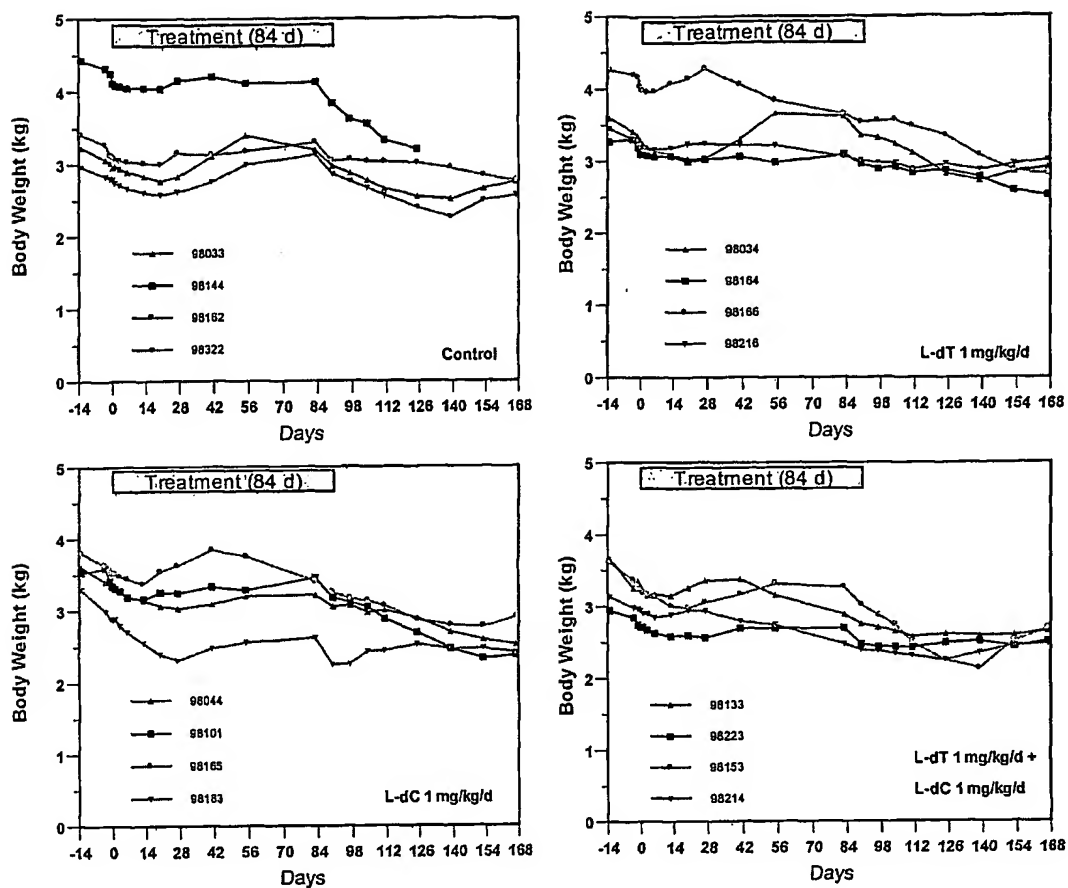 Treatment (84 d)
5
4
3
2
1
0
Body Weight (kg)
98033
98144
98162
98322
Control
-14 0 14 28 42 56 70 84 98 112 126 140 154 168
Days
Treatment (84 d)
5
4
3
2
1
0
Body Weight (kg)
98034
98164
98166
98216
L-dT 1 mg/kg/d
-14 0 14 28 42 56 70 84 98 112 126 140 154 168
Days
Treatment (84 d)
5
4
3
2
1
0
Body Weight (kg)
98044
98101
98165
98183
L-dC 1 mg/kg/d
-14 0 14 28 42 56 70 84 98 112 126 140 154 168
Days
Treatment (84 d)
5
4
3
2
1
0
Body Weight (kg)
98133
98223
98153
98214
L-dT 1 mg/kg/d +
L-dC 1 mg/kg/d
-14 0 14 28 42 56 70 84 98 112 126 140 154 168
Days